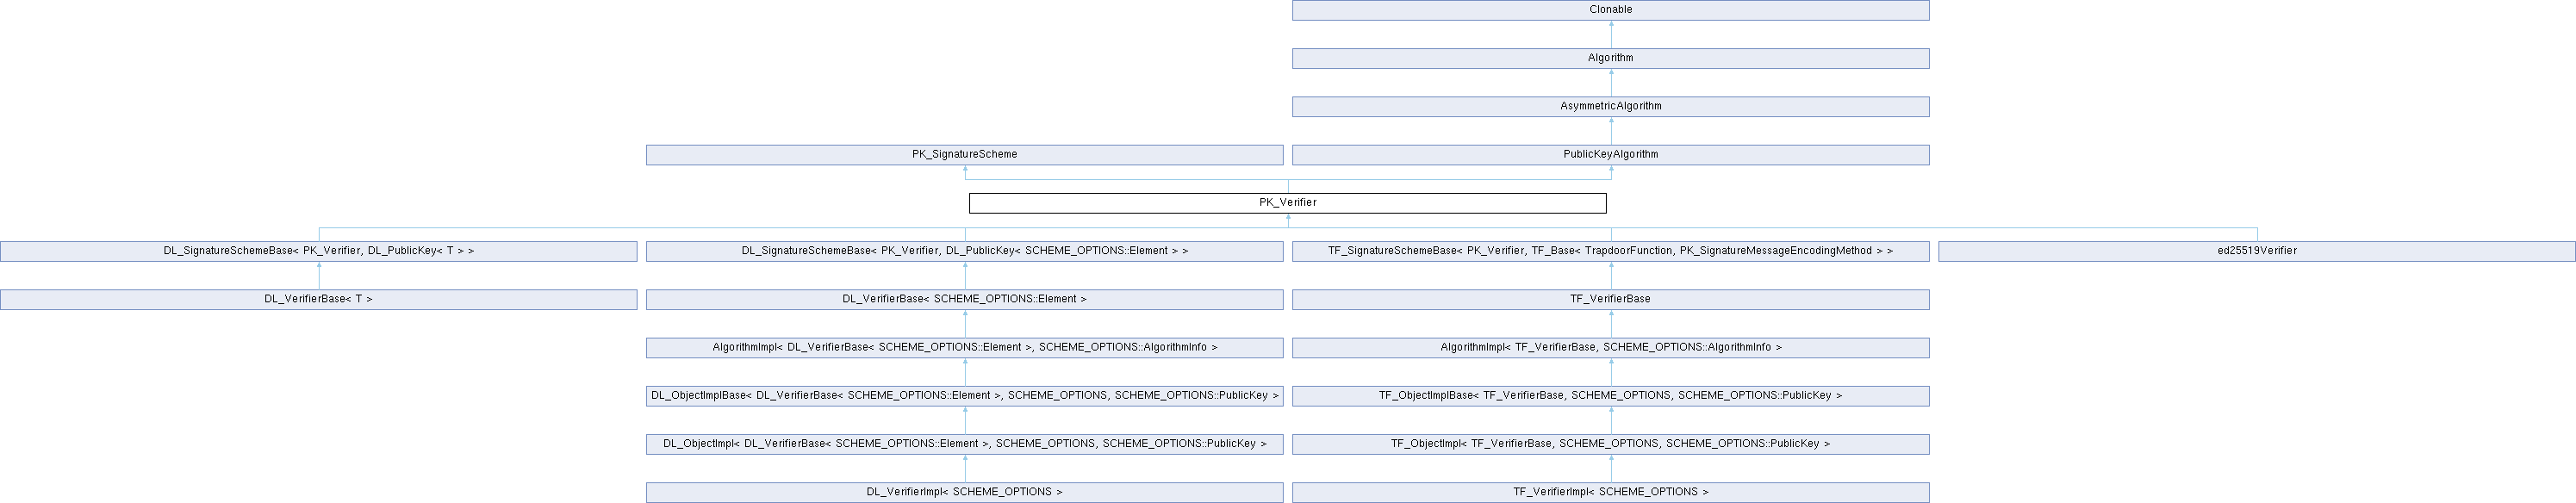 Clonable
Algorithm
AsymmetricAlgorithm
PK_SignatureScheme
PublicKeyAlgorithm
PK_Verifier
DL_SignatureSchemeBase< PK_Verifier, DL_PublicKey< T > >
DL_SignatureSchemeBase< PK_Verifier, DL_PublicKey< SCHEME_OPTIONS::Element > >
TF_SignatureSchemeBase< PK_Verifier, TF_Base< TrapdoorFunction, PK_SignatureMessageEncodingMethod > >
ed25519Verifier
DL_VerifierBase< T >
DL_VerifierBase< SCHEME_OPTIONS::Element >
TF_VerifierBase
AlgorithmImpl< DL_VerifierBase< SCHEME_OPTIONS::Element >, SCHEME_OPTIONS::AlgorithmInfo >
AlgorithmImpl< TF_VerifierBase, SCHEME_OPTIONS::AlgorithmInfo >
DL_ObjectImplBase< DL_VerifierBase< SCHEME_OPTIONS::Element >, SCHEME_OPTIONS, SCHEME_OPTIONS::PublicKey >
TF_ObjectImplBase< TF_VerifierBase, SCHEME_OPTIONS, SCHEME_OPTIONS::PublicKey >
DL_ObjectImpl< DL_VerifierBase< SCHEME_OPTIONS::Element >, SCHEME_OPTIONS, SCHEME_OPTIONS::PublicKey >
TF_ObjectImpl< TF_VerifierBase, SCHEME_OPTIONS, SCHEME_OPTIONS::PublicKey >
DL_VerifierImpl< SCHEME_OPTIONS >
TF_VerifierImpl< SCHEME_OPTIONS >